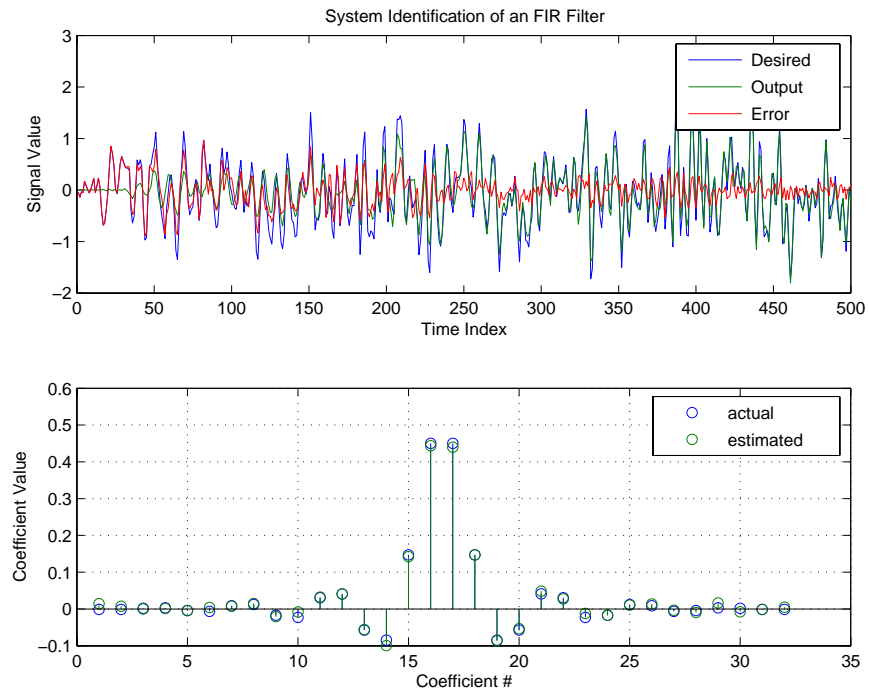 System Identification of an FIR Filter
3
2
1
0
−1
−2
Signal Value
Desired
Output
Error
0 50 100 150 200 250 300 350 400 450 500
Time Index
0.6
0.5
0.4
0.3
0.2
0.1
0
−0.1
Coefficient Value
actual
estimated
0 5 10 15 20 25 30 35
Coefficient #